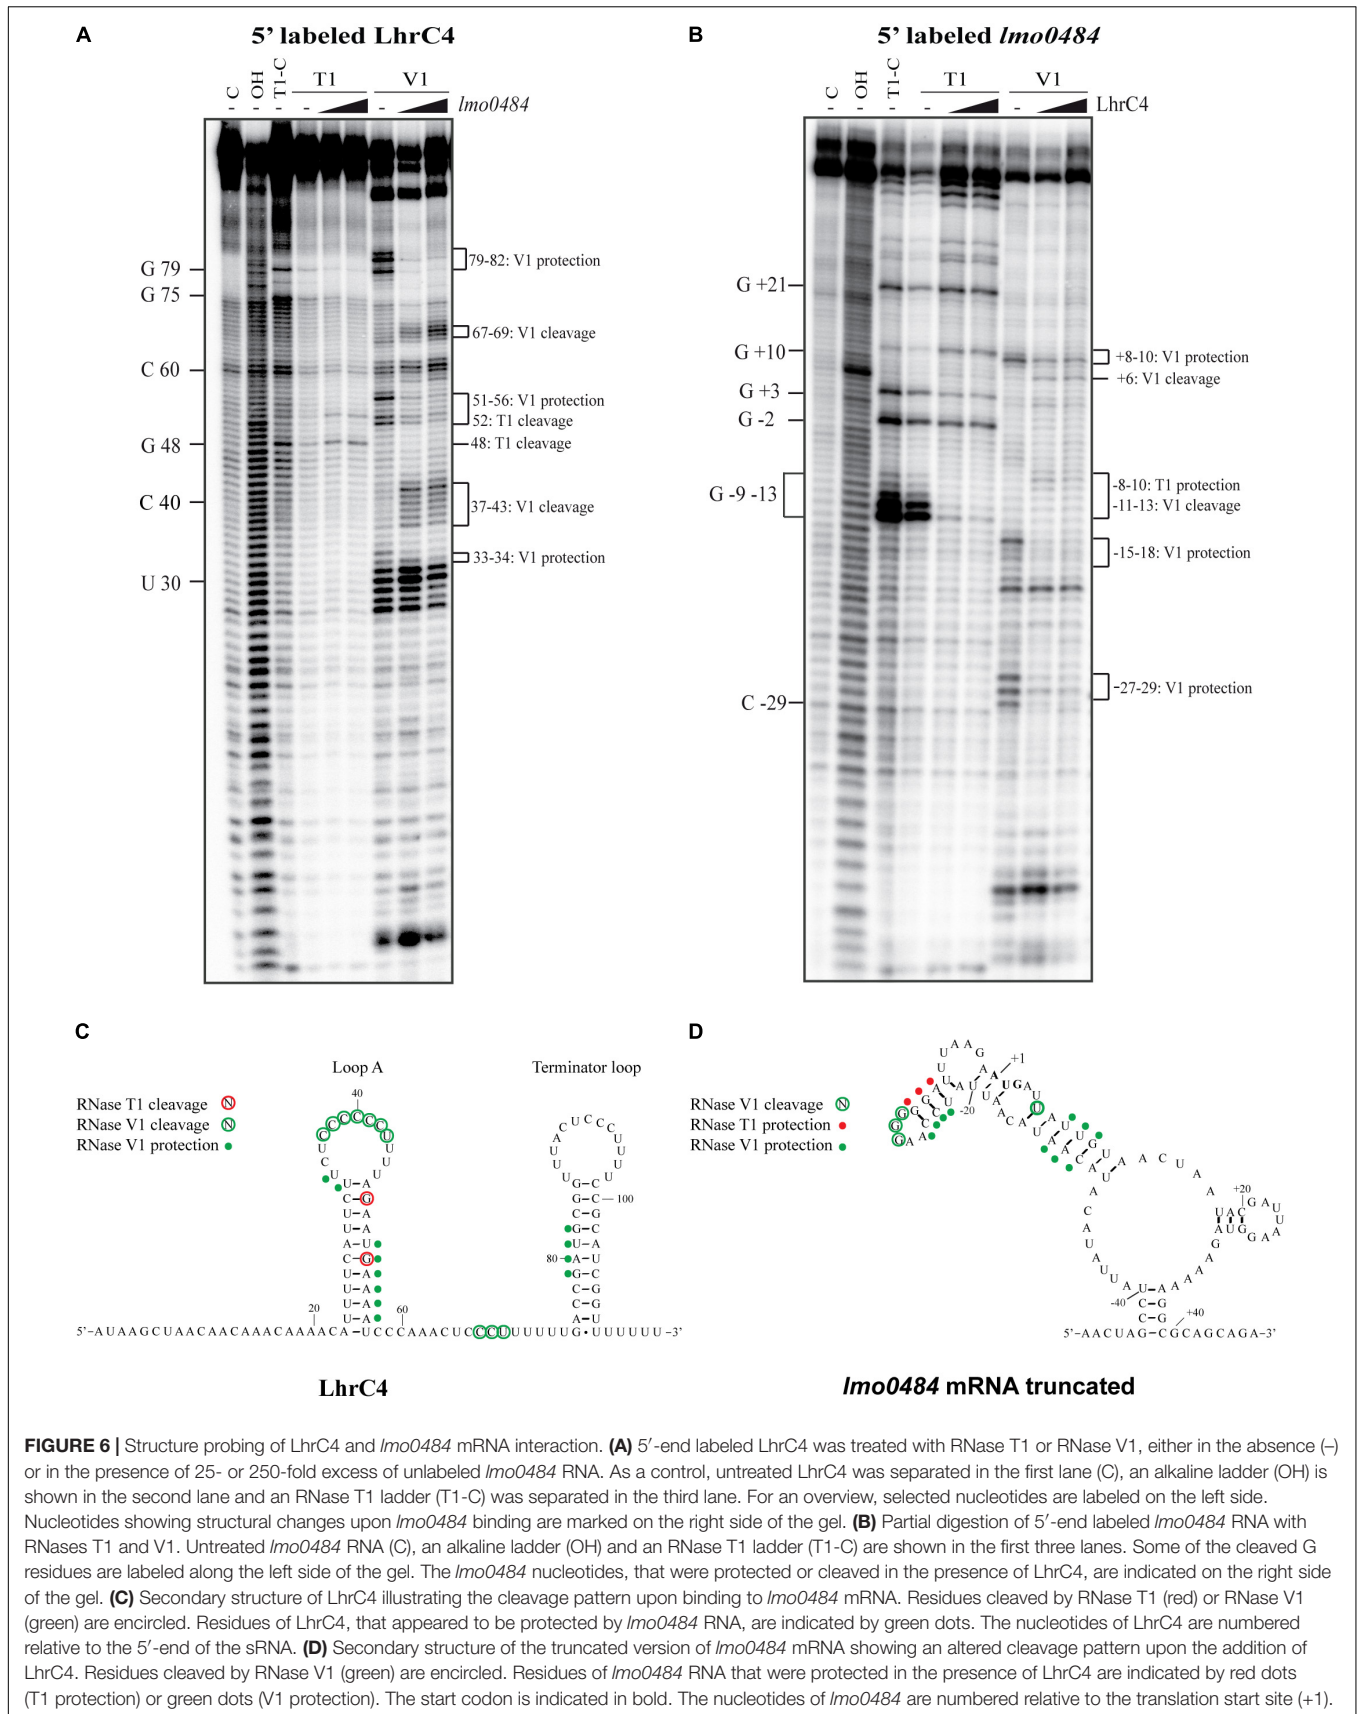 A
5' labeled LhrC4
- C
- OH
- T1-C
T1
V1
-
-
lmo0484
G 79
G 75
C 60
G 48
C 40
U 30
79-82: V1 protection
67-69: V1 cleavage
51-56: V1 protection
52: T1 cleavage
48: T1 cleavage
37-43: V1 cleavage
33-34: V1 protection
B
5' labeled lmo0484
- C
- OH
- T1-C
T1
V1
-
-
LhrC4
G +21
G +10
G +3
G -2
G -9 -13
C -29
+8-10: V1 protection
+6: V1 cleavage
-8-10: T1 protection
-11-13: V1 cleavage
-15-18: V1 protection
-27-29: V1 protection
C
Loop A
Terminator loop
RNase T1 cleavage N
RNase V1 cleavage N
RNase V1 protection
40
100
80
20
60
5'-AUAAGCUAACAACAAACAAAACA-UCCCAAACUCCCUUUUUUG·UUUUUUU-3'
LhrC4
D
RNase V1 cleavage N
RNase T1 protection
RNase V1 protection
+1
-20
+20
-40
+40
5'-AACUAG-CGCAGCAGA-3'
lmo0484 mRNA truncated
FIGURE 6 | Structure probing of LhrC4 and lmo0484 mRNA interaction. (A) 5′-end labeled LhrC4 was treated with RNase T1 or RNase V1, either in the absence (–)
or in the presence of 25- or 250-fold excess of unlabeled lmo0484 RNA. As a control, untreated LhrC4 was separated in the first lane (C), an alkaline ladder (OH) is
shown in the second lane and an RNase T1 ladder (T1-C) was separated in the third lane. For an overview, selected nucleotides are labeled on the left side.
Nucleotides showing structural changes upon lmo0484 binding are marked on the right side of the gel. (B) Partial digestion of 5′-end labeled lmo0484 RNA with
RNases T1 and V1. Untreated lmo0484 RNA (C), an alkaline ladder (OH) and an RNase T1 ladder (T1-C) are shown in the first three lanes. Some of the cleaved G
residues are labeled along the left side of the gel. The lmo0484 nucleotides, that were protected or cleaved in the presence of LhrC4, are indicated on the right side
of the gel. (C) Secondary structure of LhrC4 illustrating the cleavage pattern upon binding to lmo0484 mRNA. Residues cleaved by RNase T1 (red) or RNase V1
(green) are encircled. Residues of LhrC4, that appeared to be protected by lmo0484 RNA, are indicated by green dots. The nucleotides of LhrC4 are numbered
relative to the 5′-end of the sRNA. (D) Secondary structure of the truncated version of lmo0484 mRNA showing an altered cleavage pattern upon the addition of
LhrC4. Residues cleaved by RNase V1 (green) are encircled. Residues of lmo0484 RNA that were protected in the presence of LhrC4 are indicated by red dots
(T1 protection) or green dots (V1 protection). The start codon is indicated in bold. The nucleotides of lmo0484 are numbered relative to the translation start site (+1).